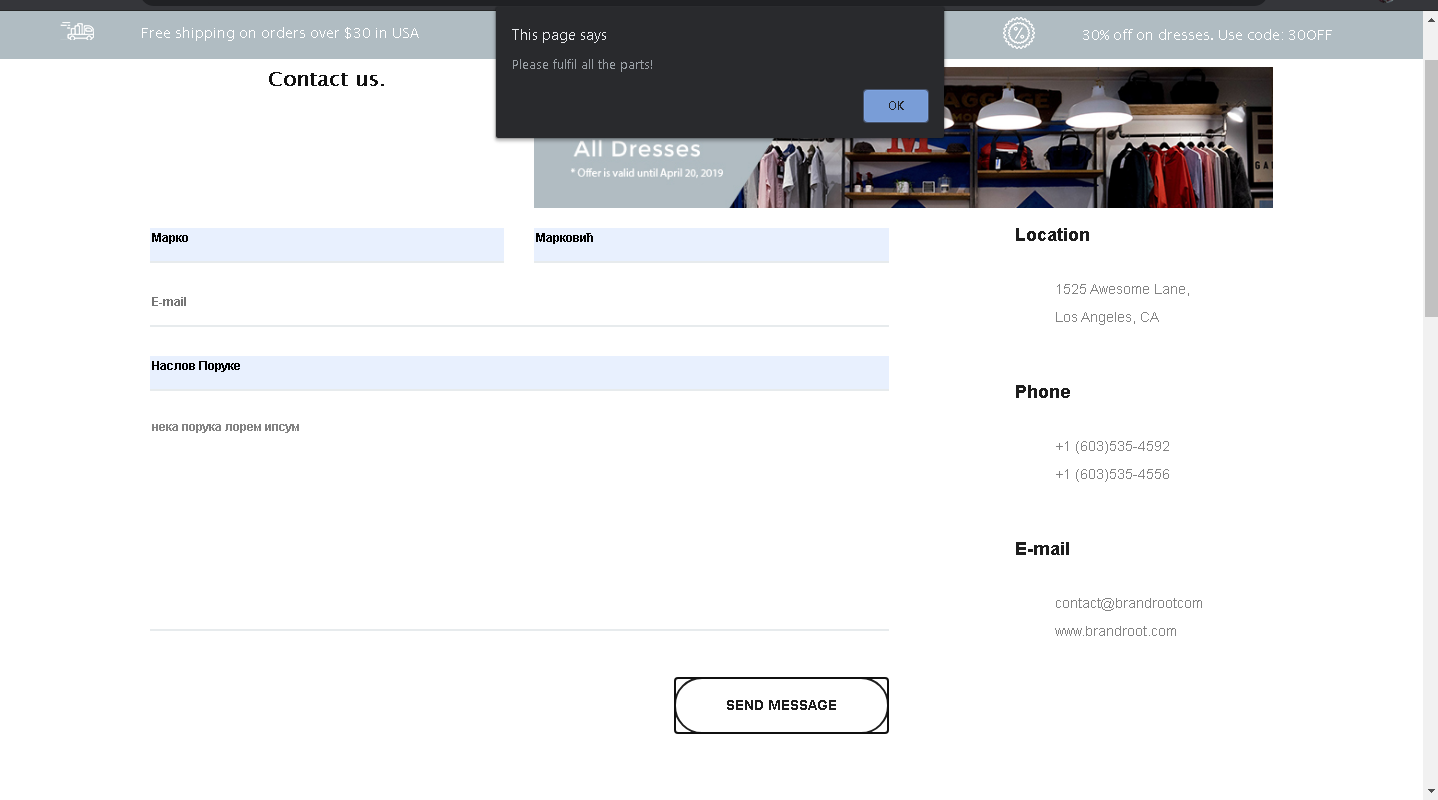 Free shipping on orders over $30 in USA
30% off on dresses. Use code: 30OFF
This page says
Please fulfil all the parts!
OK
Contact us.
All Dresses
* Offer is valid until April 20, 2019
Марко
Марковић
E-mail
Наслов Поруке
нека порука лорем ипсум
SEND MESSAGE
Location
1525 Awesome Lane,
Los Angeles, CA
Phone
+1 (603)535-4592
+1 (603)535-4556
E-mail
contact@brandrootcom
www.brandroot.com